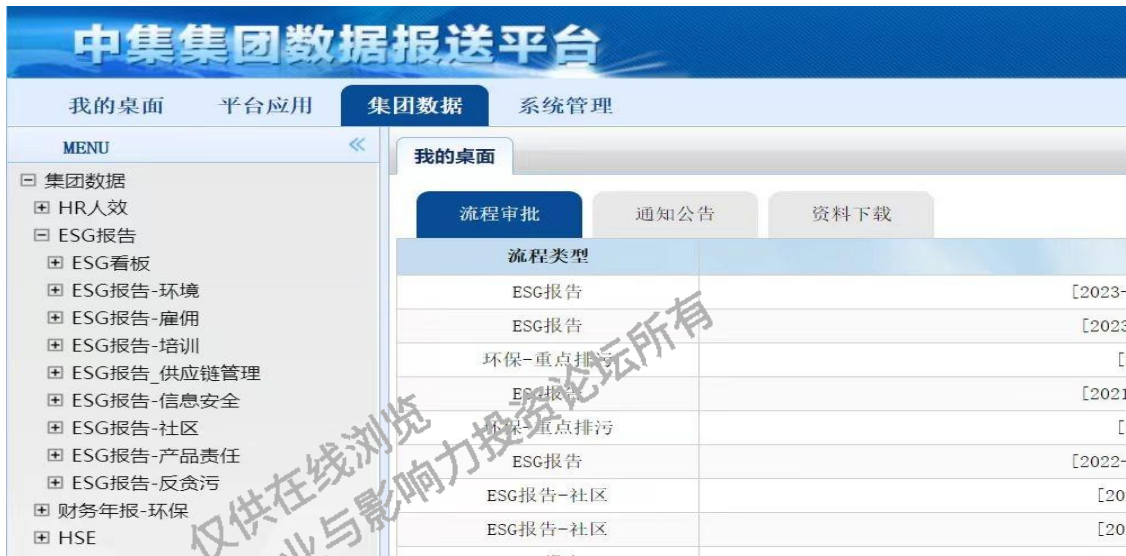 中集集团数据报送平台
我的桌面 平台应用 集团数据 系统管理
MENU
我的桌面
集团数据
HR人效
ESG报告
ESG看板
ESG报告-环境
ESG报告-雇佣
ESG报告-培训
ESG报告_供应链管理
ESG报告-信息安全
ESG报告-社区
ESG报告-产品责任
ESG报告-反贪污
财务年报-环保
HSE
流程审批 通知公告 资料下载
流程类型
ESG报告 [2023-
ESG报告 [2023
环保-重点排污 [
ESG报告 [2021
环保-重点排污 [
ESG报告 [2022-
ESG报告-社区 [20
ESG报告-社区 [20
仅供在线浏览
业与影响力投资论坛所有